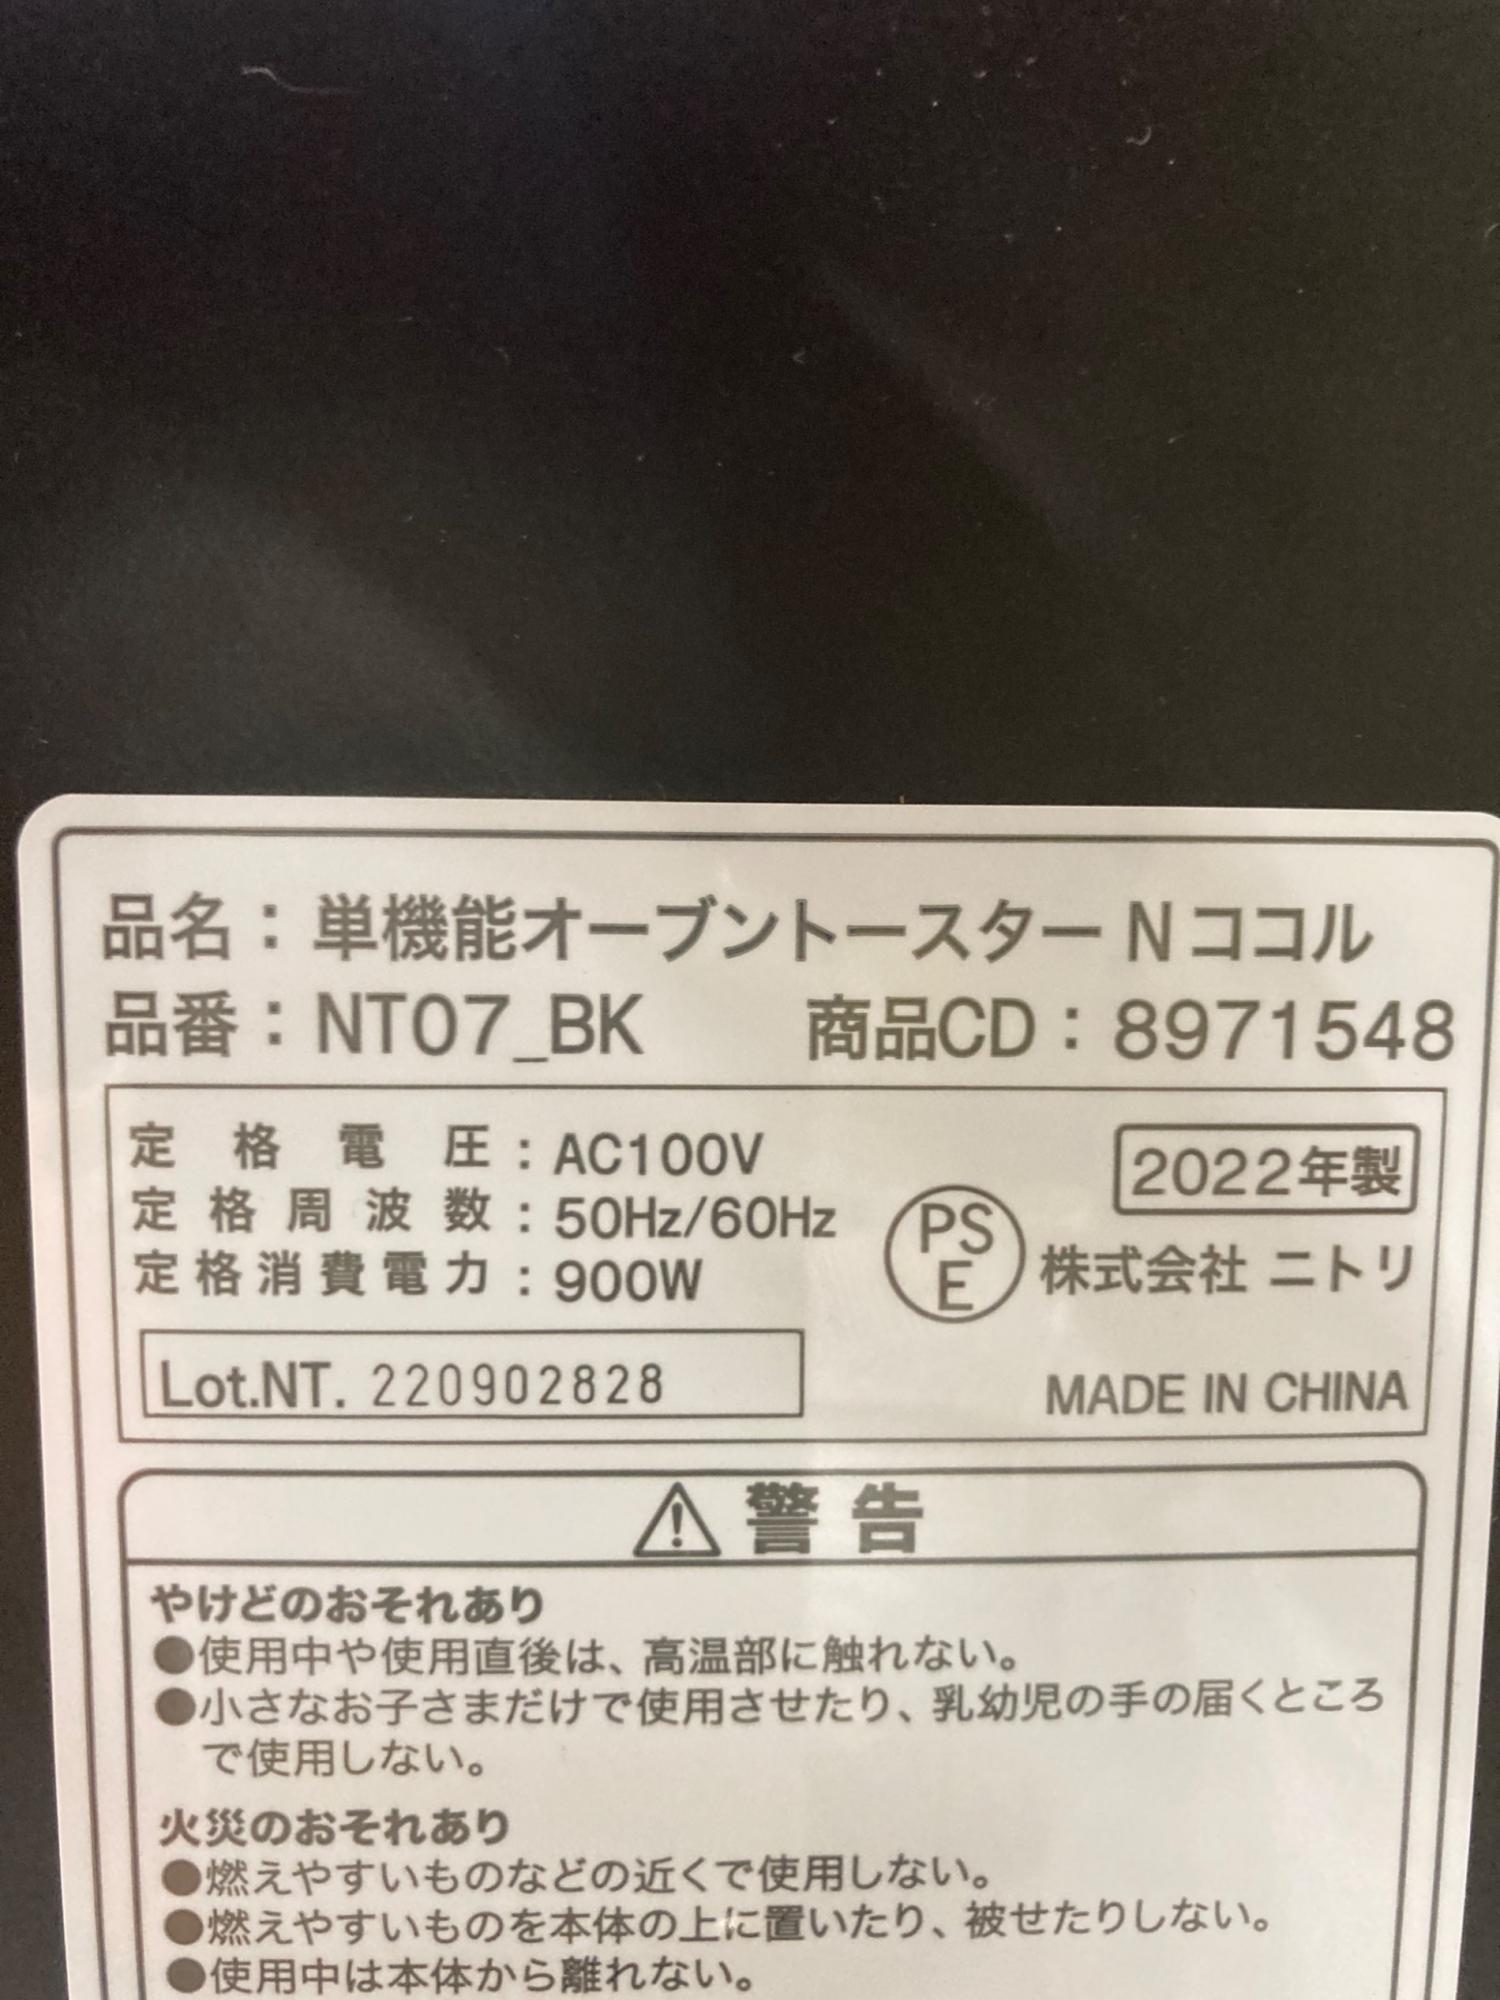 品名：単機能オーブントースター N ココル
品番：NT07_BK 商品CD：8971548
定格電圧：AC100V
2022年製
定格周波数：50Hz/60Hz
PS
E
株式会社 ニトリ
定格消費電力：900W
Lot.NT. 220902828
MADE IN CHINA
⚠ 警告
やけどのおそれあり
●使用中や使用直後は、高温部に触れない。
●小さなお子さまだけで使用させたり、乳幼児の手の届くところ
で使用しない。
火災のおそれあり
●燃えやすいものなどの近くで使用しない。
●燃えやすいものを本体の上に置いたり、被せたりしない。
●使用中は本体から離れない。